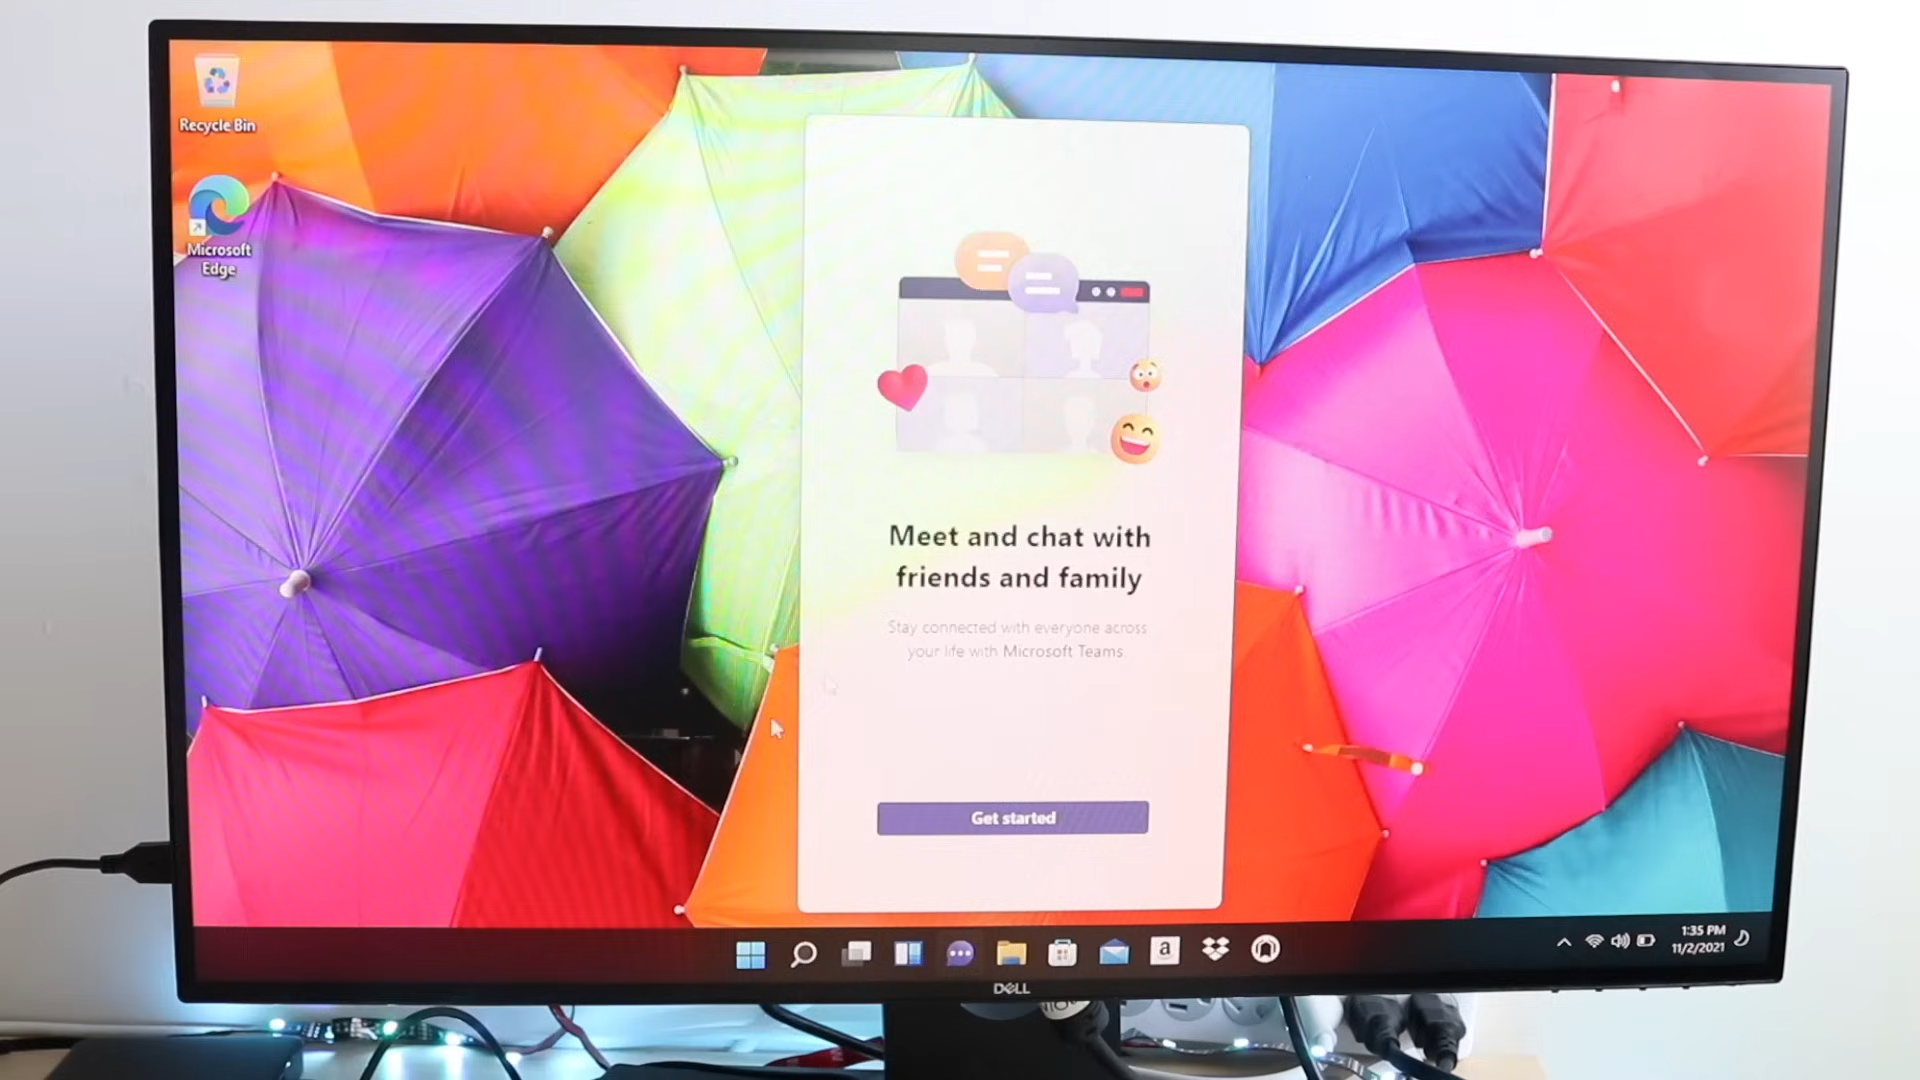 Recycle Bin
Microsoft
Edge
Meet and chat with
friends and family
Stay connected with everyone across
your life with Microsoft Teams.
Get started
a
1:35 PM
11/2/2021
DELL